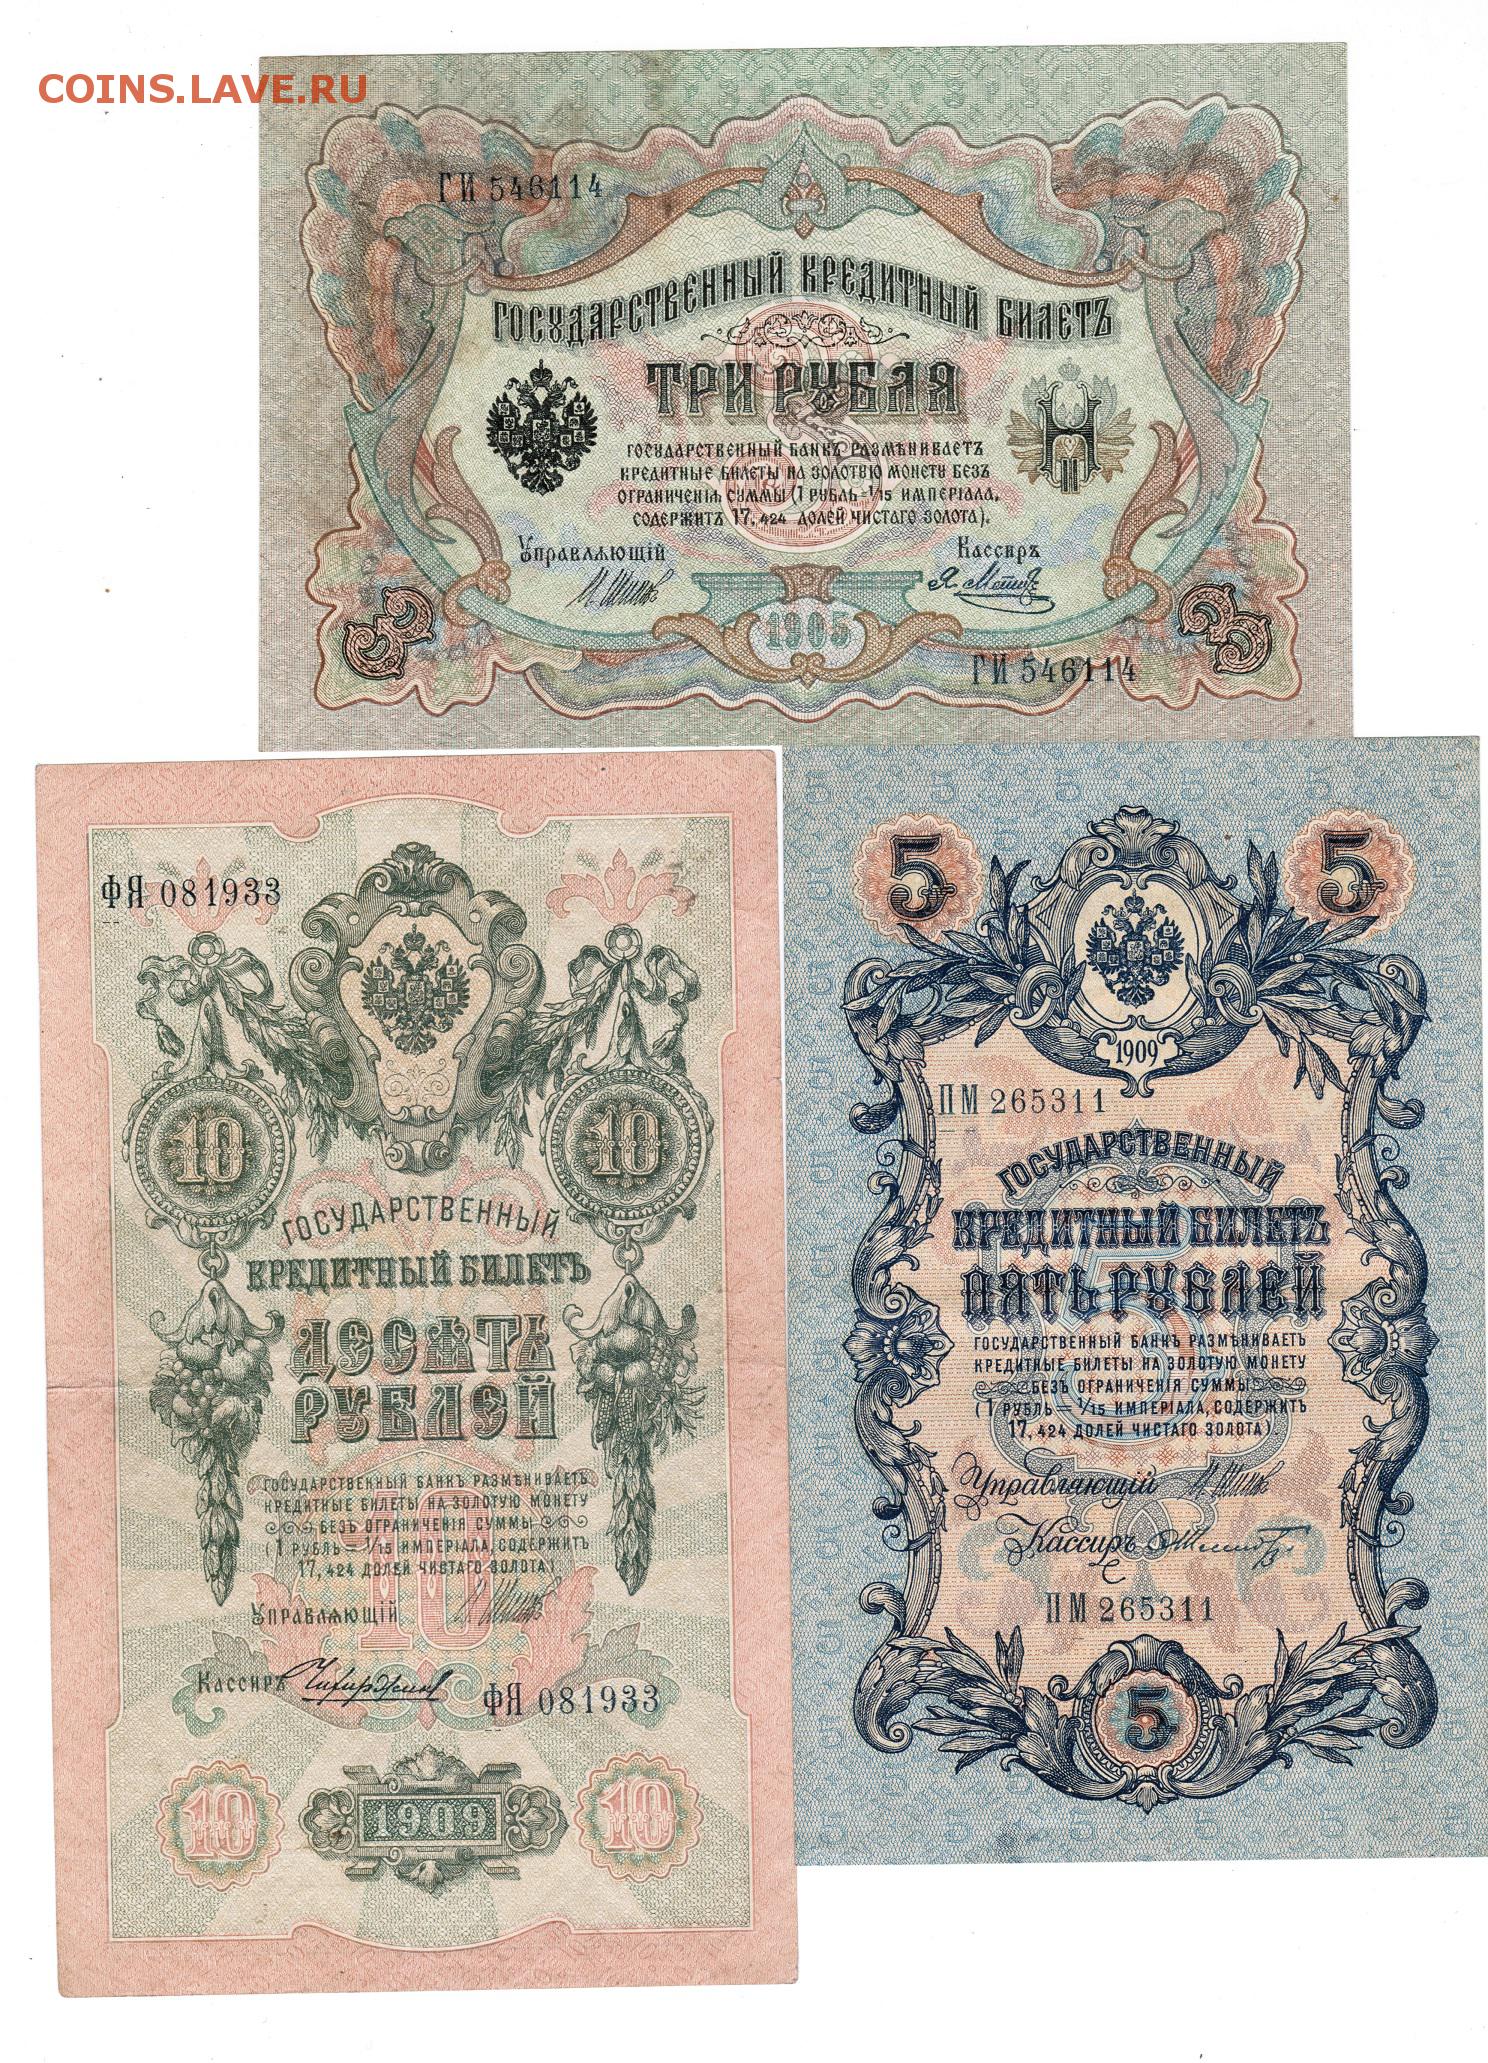 COINS.LAVE.RU
ГИ 546114
ГОСУДАРСТВЕННЫЙ КРЕДИТНЫЙ БИЛЕТЪ
ТРИ РУБЛЯ
ГОСУДАРСТВЕННЫЙ БАНКЪ РАЗМѢНИВАЕТЪ
КРЕДИТНЫЕ БИЛЕТЫ НА ЗОЛОТУЮ МОНЕТУ БЕЗЪ
ОГРАНИЧЕНІЯ СУММЫ (1 РУБЛЬ = 1/15 ИМПЕРІАЛА,
СОДЕРЖИТЪ 17,424 ДОЛЕЙ ЧИСТАГО ЗОЛОТА).
Управляющій Кассиръ
3 1905 3
ГИ 546114
ФЯ 081933
10 10
ГОСУДАРСТВЕННЫЙ
КРЕДИТНЫЙ БИЛЕТЪ
ДЕСЯТЬ
РУБЛЕЙ
ГОСУДАРСТВЕННЫЙ БАНКЪ РАЗМѢНИВАЕТЪ
КРЕДИТНЫЕ БИЛЕТЫ НА ЗОЛОТУЮ МОНЕТУ
БЕЗЪ ОГРАНИЧЕНІЯ СУММЫ
(1 РУБЛЬ = 1/15 ИМПЕРІАЛА, СОДЕРЖИТЪ
17,424 ДОЛЕЙ ЧИСТАГО ЗОЛОТА)
Управляющій
10
Кассиръ
ФЯ 081933
10 1909 10
5 5
1909
ПМ 265311
ГОСУДАРСТВЕННЫЙ
КРЕДИТНЫЙ БИЛЕТЪ
ПЯТЬ РУБЛЕЙ
ГОСУДАРСТВЕННЫЙ БАНКЪ РАЗМѢНИВАЕТЪ
КРЕДИТНЫЕ БИЛЕТЫ НА ЗОЛОТУЮ МОНЕТУ
БЕЗЪ ОГРАНИЧЕНІЯ СУММЫ
(1 РУБЛЬ = 1/15 ИМПЕРІАЛА, СОДЕРЖИТЪ
17,424 ДОЛЕЙ ЧИСТАГО ЗОЛОТА).
Управляющій
Кассиръ
ПМ 265311
5